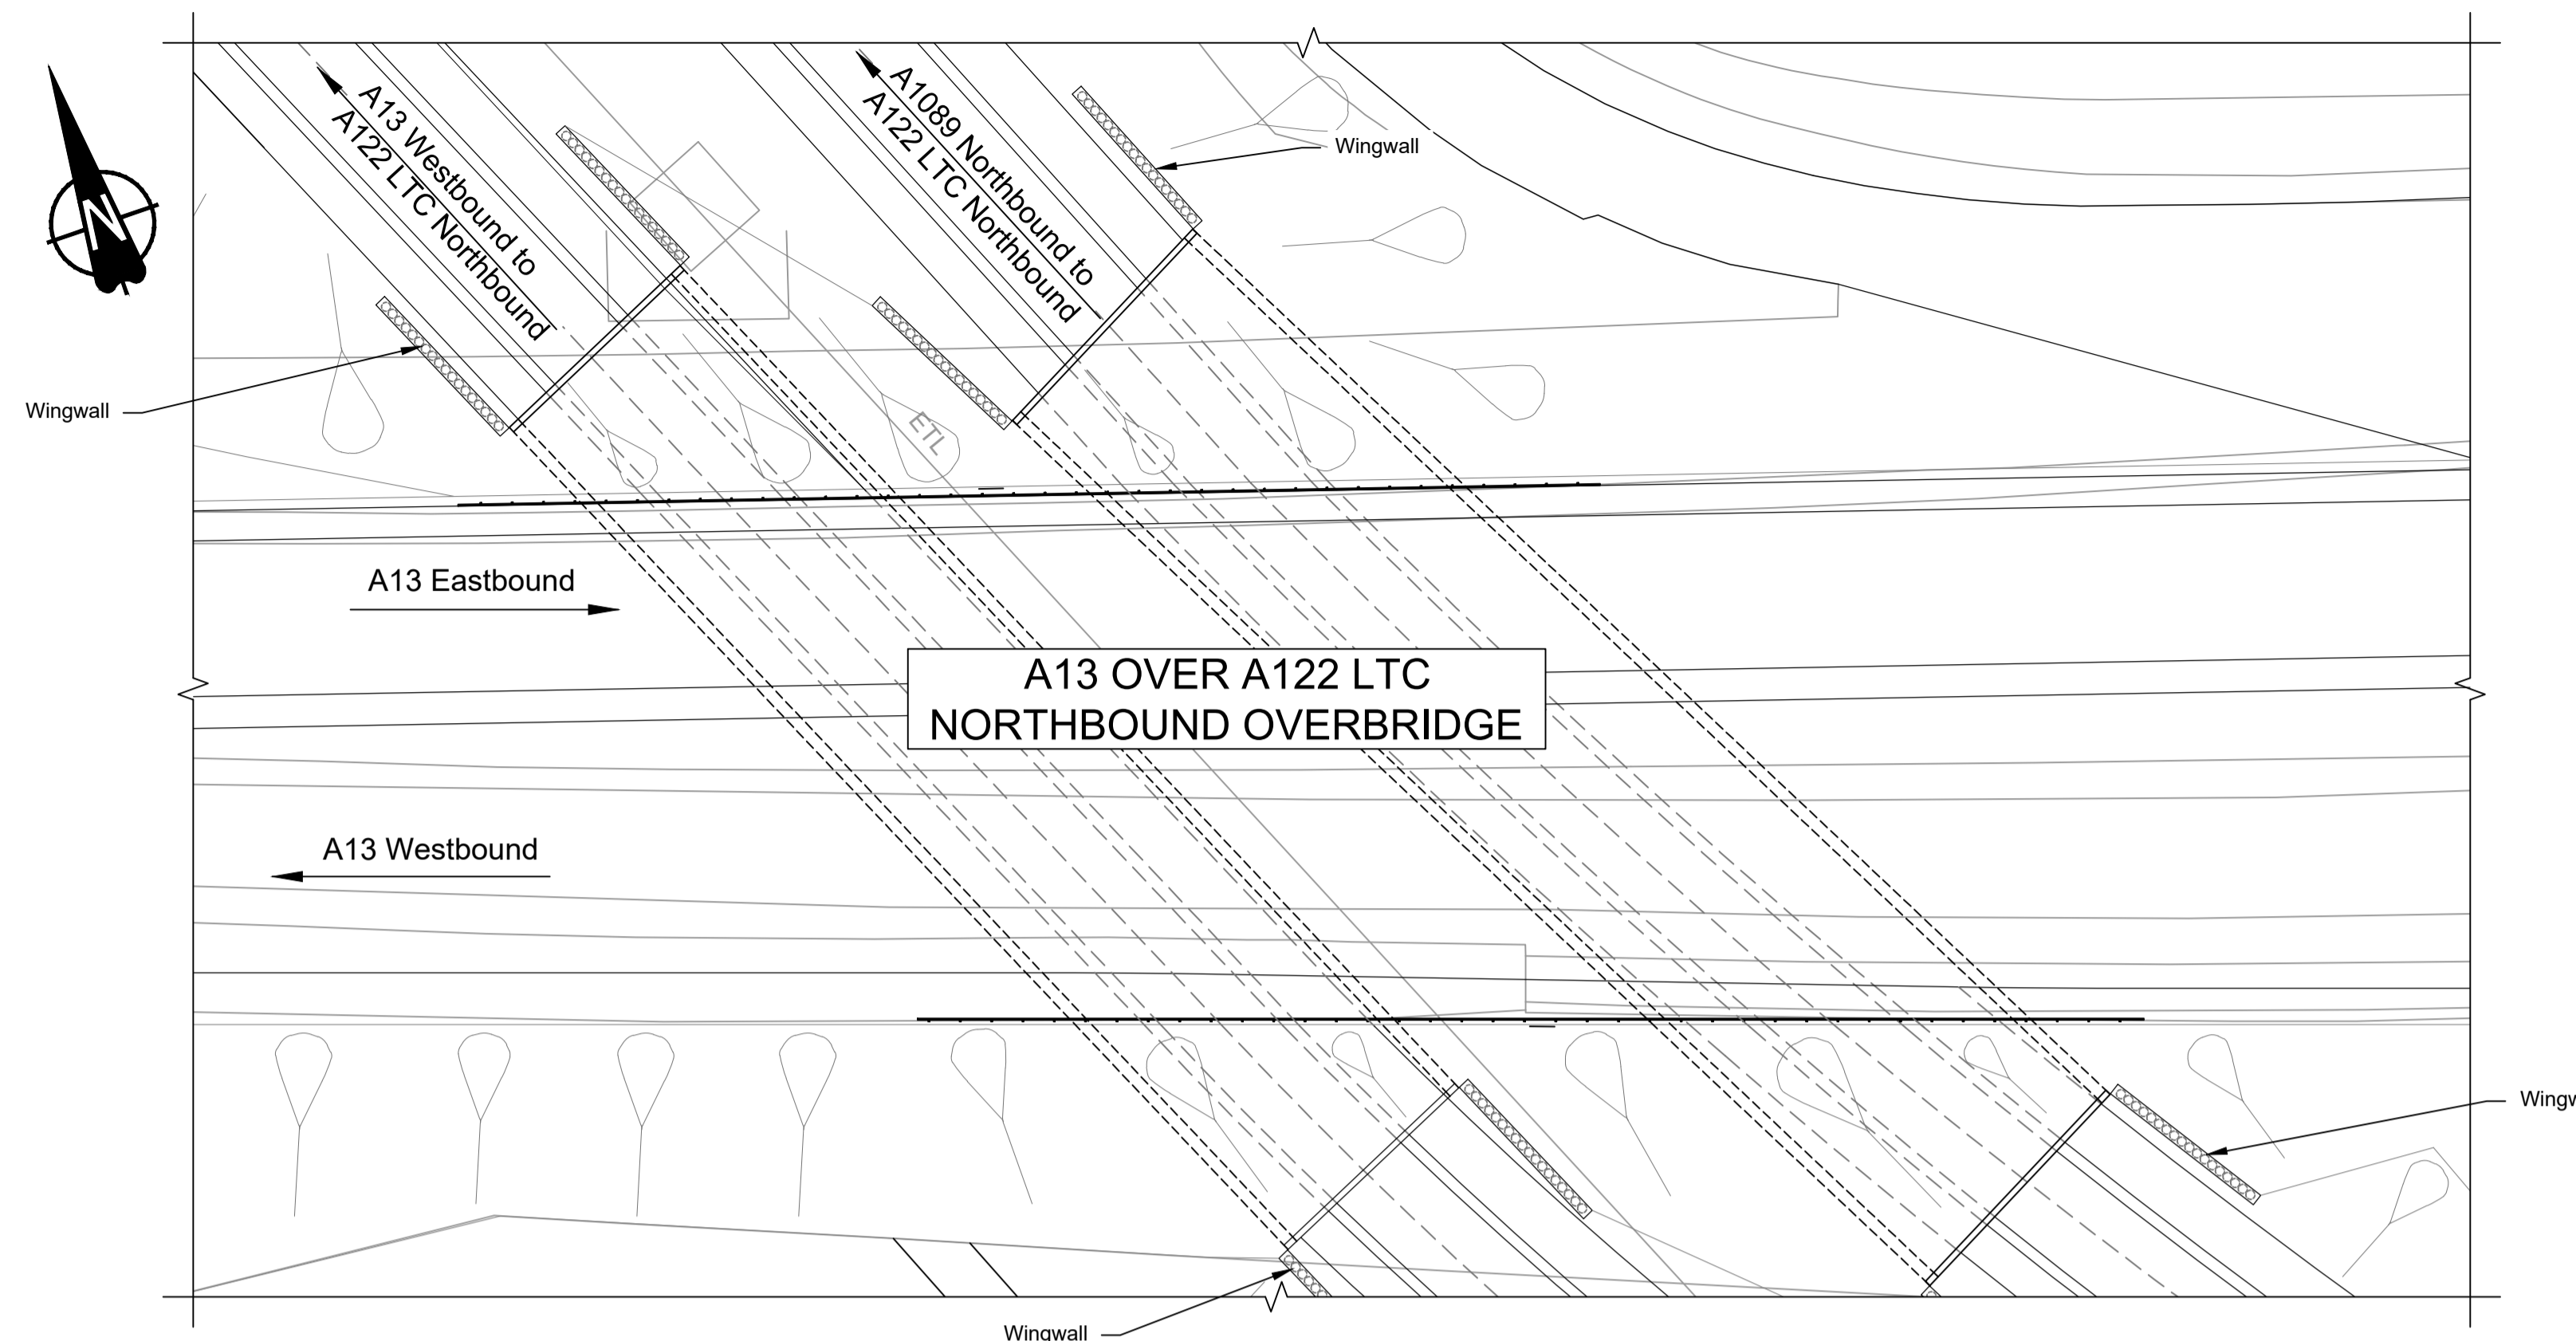 A13 Westbound to
A122 LTC Northbound
A1089 Northbound to
A122 LTC Northbound
Wingwall
N
Wingwall
ETL
A13 Eastbound
A13 OVER A122 LTC
NORTHBOUND OVERBRIDGE
A13 Westbound
Wingw
Wingwall